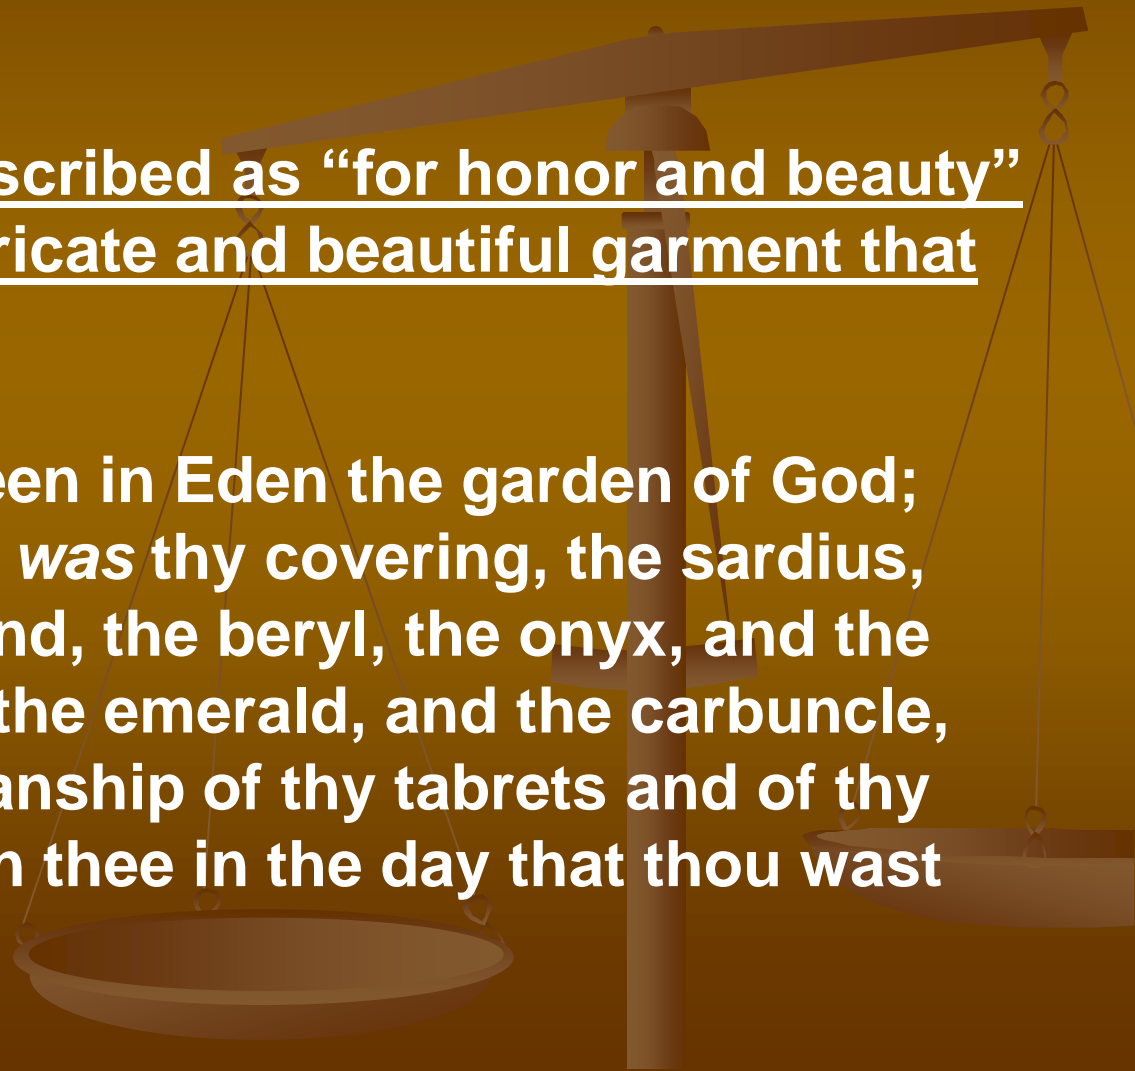 scribed as “for honor and beauty”
ricate and beautiful garment that
een in Eden the garden of God;
was thy covering, the sardius,
nd, the beryl, the onyx, and the
the emerald, and the carbuncle,
anship of thy tabrets and of thy
n thee in the day that thou wast